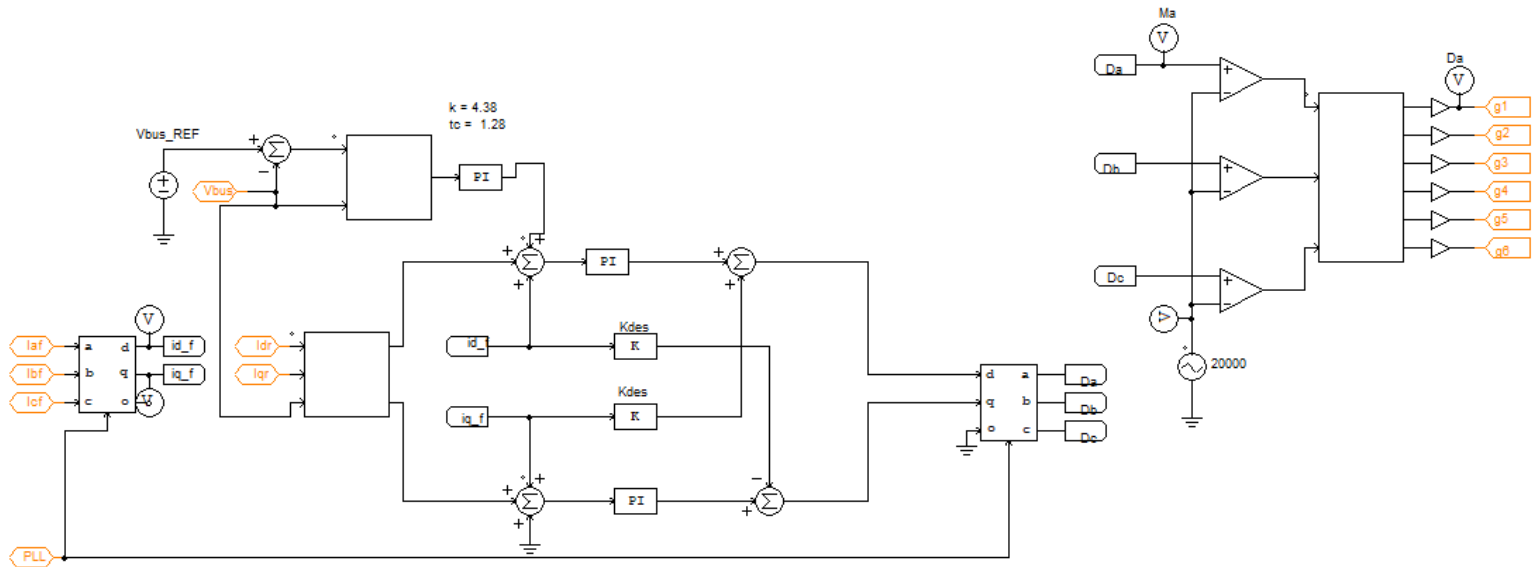 Ma
V
Da
Da
V
g1
g2
g3
g4
g5
g6
k = 4.38
tc = 1.28
Vbus_REF
+
Σ
−
Vbus
PI
Db
Dc
V
20000
+
+
+
Σ
PI
+
+
Σ
Iaf
Ibf
Icf
a
b
c
d
q
o
V
V
id_f
iq_f
Idr
Iqr
id_f
Kdes
K
iq_f
Kdes
K
+
+
+
Σ
PI
−
+
Σ
d
q
o
a
b
c
Da
Db
Dc
PLL